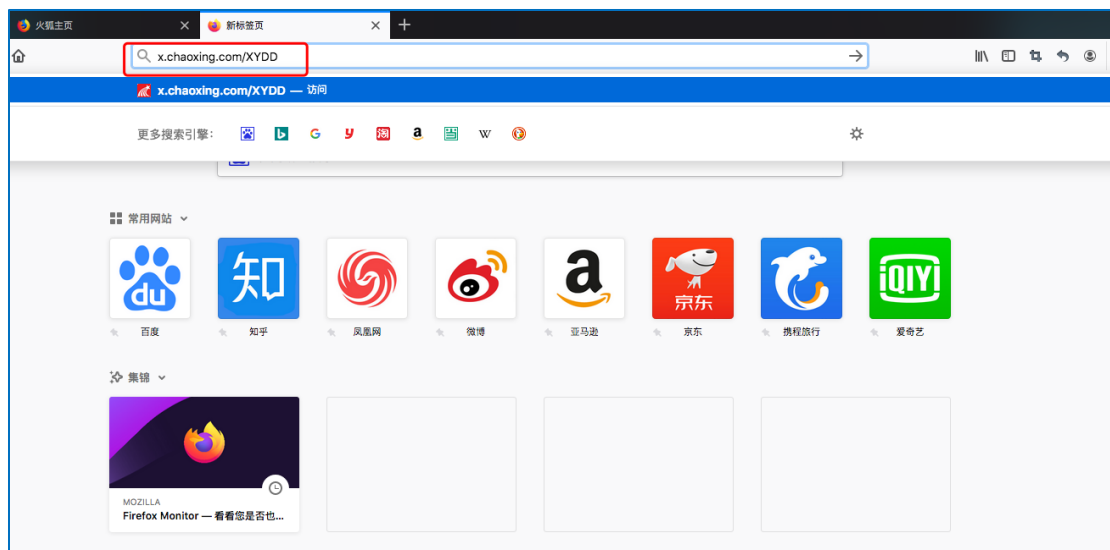 火狐主页
新标签页
x.chaoxing.com/XYDD
x.chaoxing.com/XYDD — 访问
更多搜索引擎：
常用网站
du
知
a
京东
iQIYI
百度
知乎
凤凰网
微博
亚马逊
京东
携程旅行
爱奇艺
集锦
MOZILLA
Firefox Monitor — 看看您是否也...